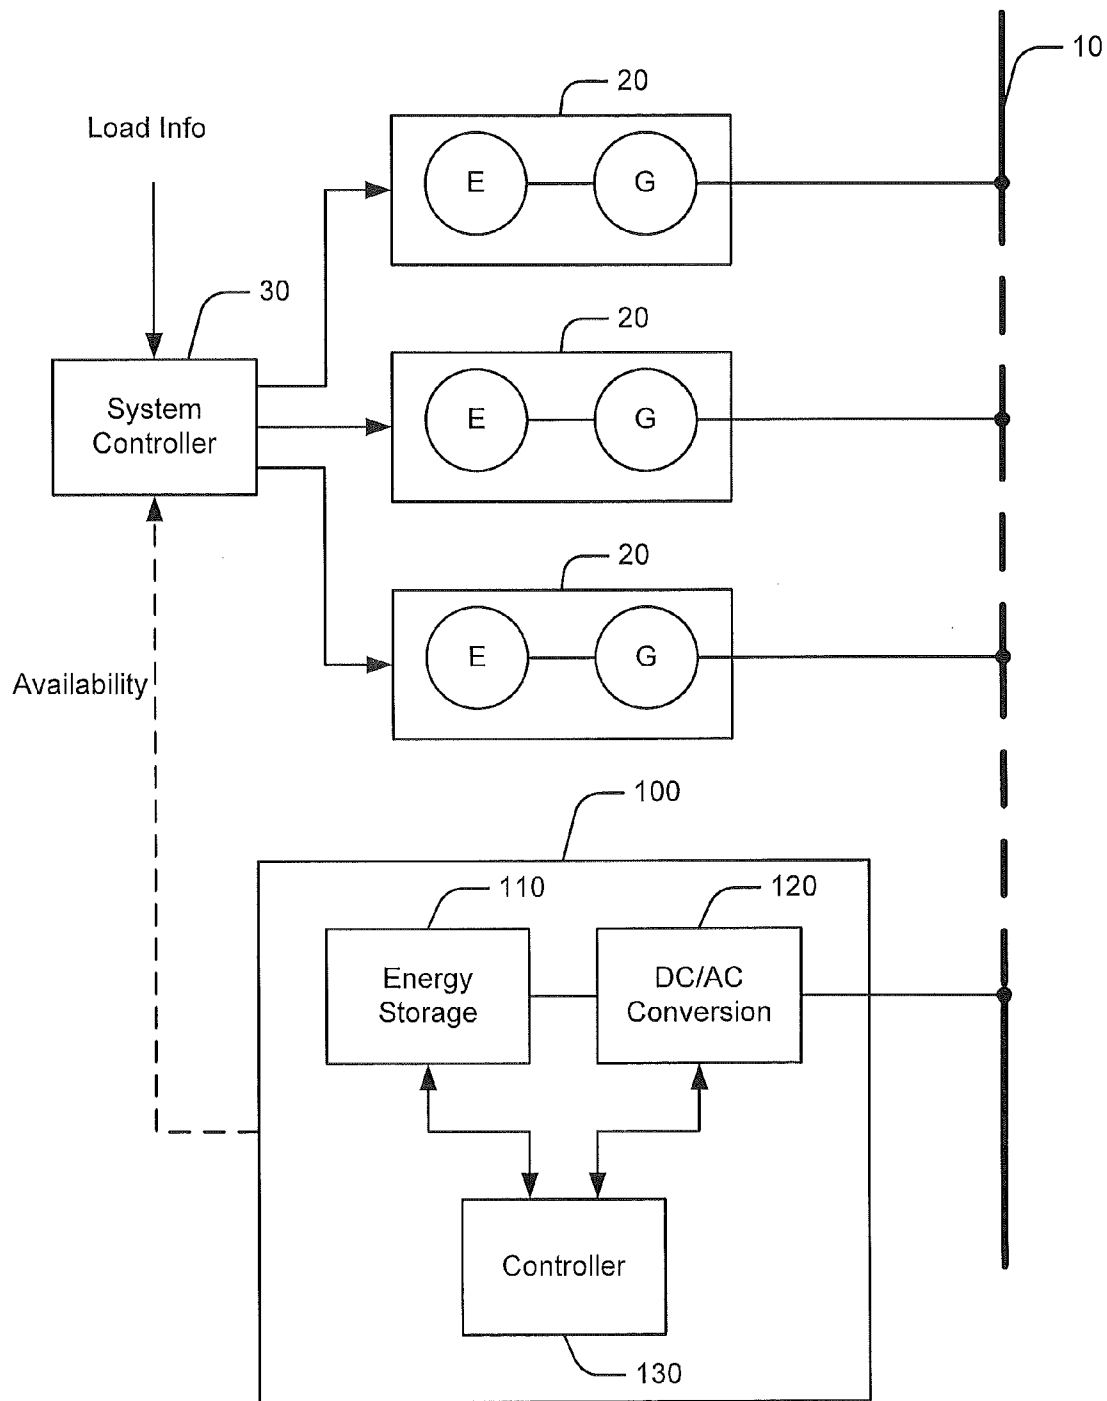 10
20
Load Info
E
G
30
20
System
Controller
E
G
20
E
G
Availability
100
110
120
Energy
Storage
DC/AC
Conversion
Controller
130